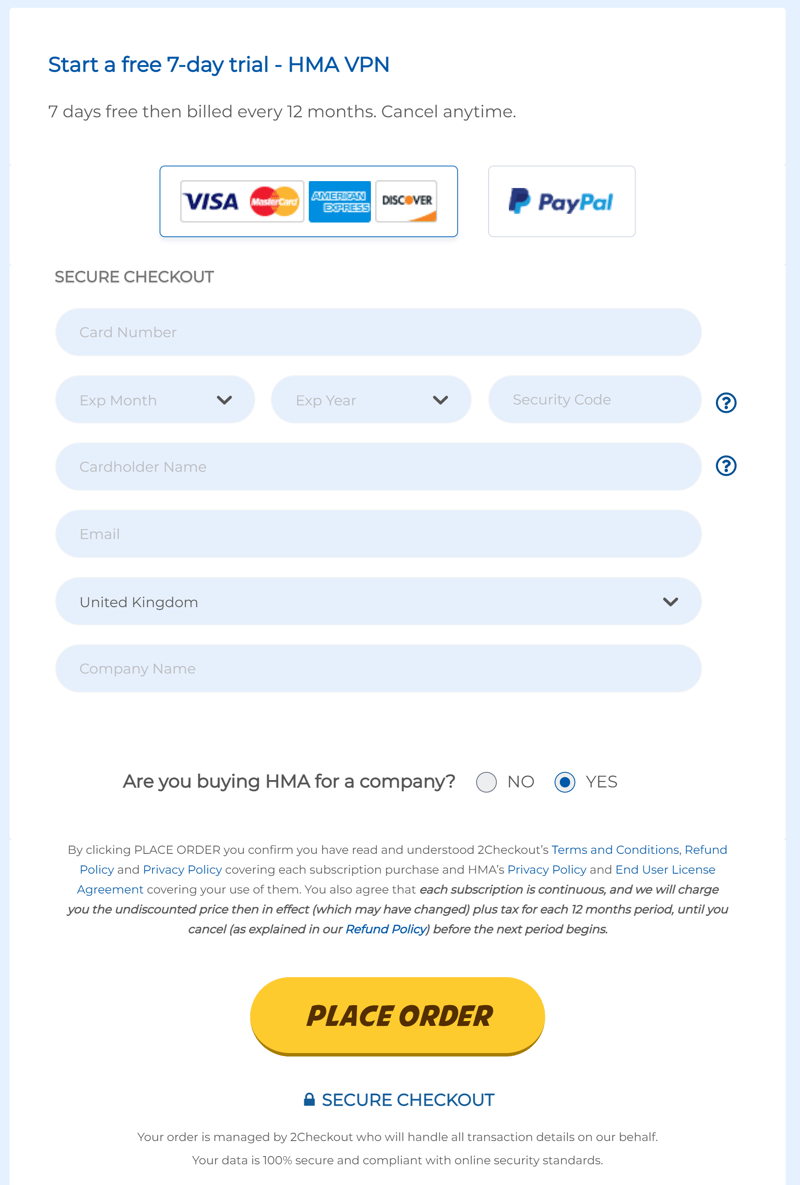 Start a free 7-day trial - HMA VPN
7 days free then billed every 12 months. Cancel anytime.
VISA MasterCard AMERICAN EXPRESS DISCOVER PayPal
SECURE CHECKOUT
Card Number
Exp Month Exp Year Security Code ?
Cardholder Name ?
Email
United Kingdom
Company Name
Are you buying HMA for a company? NO YES
By clicking PLACE ORDER you confirm you have read and understood 2Checkout's Terms and Conditions, Refund
Policy and Privacy Policy covering each subscription purchase and HMA's Privacy Policy and End User License
Agreement covering your use of them. You also agree that each subscription is continuous, and we will charge
you the undiscounted price then in effect (which may have changed) plus tax for each 12 months period, until you
cancel (as explained in our Refund Policy) before the next period begins.
PLACE ORDER
SECURE CHECKOUT
Your order is managed by 2Checkout who will handle all transaction details on our behalf.
Your data is 100% secure and compliant with online security standards.